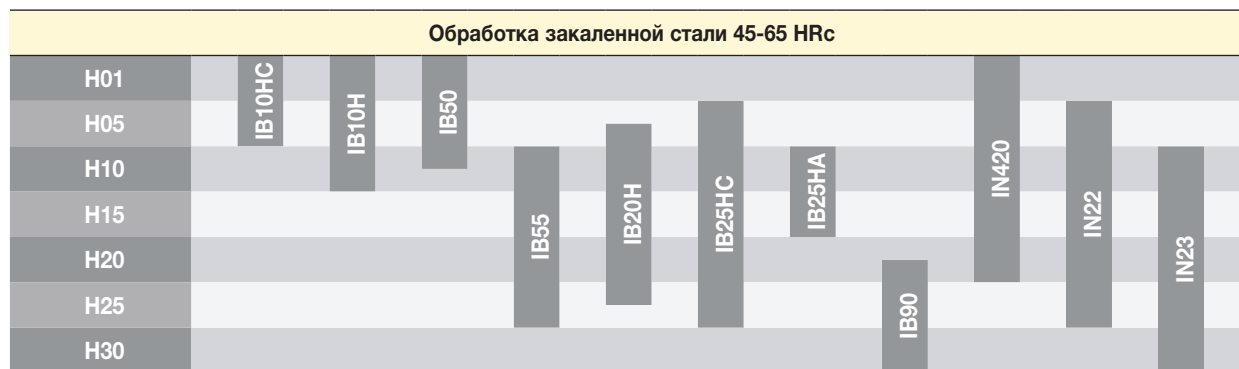 Обработка закаленной стали 45-65 HRc
H01
H05
H10
H15
H20
H25
H30
IB10HC
IB10H
IB50
IB55
IB20H
IB25HC
IB25HA
IB90
IN420
IN22
IN23